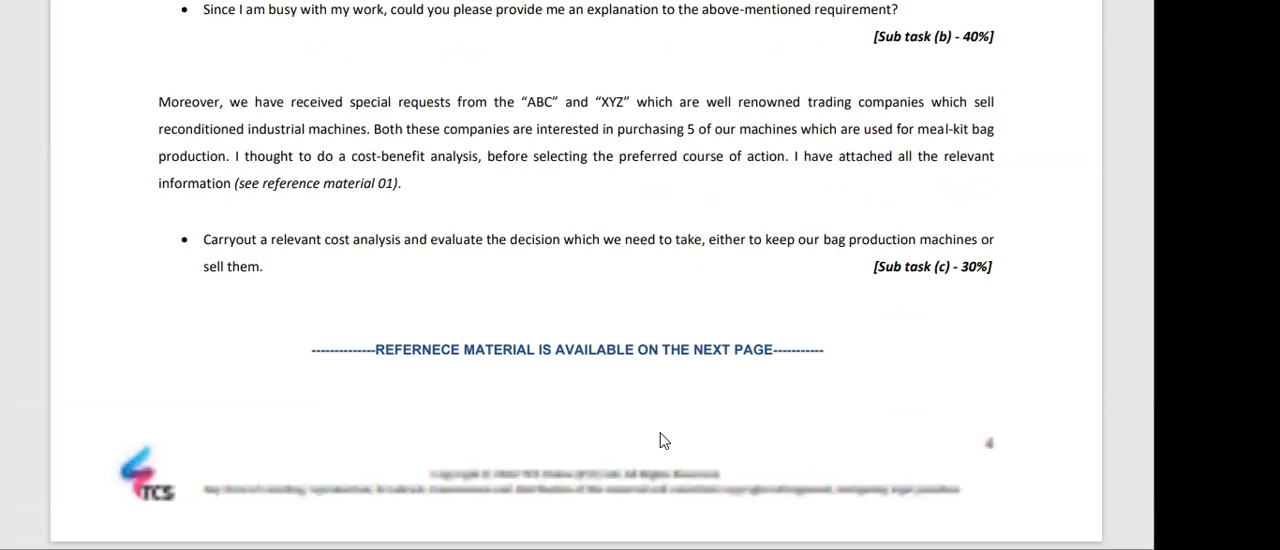 • Since I am busy with my work, could you please provide me an explanation to the above-mentioned requirement?
[Sub task (b) - 40%]
Moreover, we have received special requests from the “ABC” and “XYZ” which are well renowned trading companies which sell
reconditioned industrial machines. Both these companies are interested in purchasing 5 of our machines which are used for meal-kit bag
production. I thought to do a cost-benefit analysis, before selecting the preferred course of action. I have attached all the relevant
information (see reference material 01).
• Carryout a relevant cost analysis and evaluate the decision which we need to take, either to keep our bag production machines or
sell them. [Sub task (c) - 30%]
--------------REFERNECE MATERIAL IS AVAILABLE ON THE NEXT PAGE-----------
4
TCS